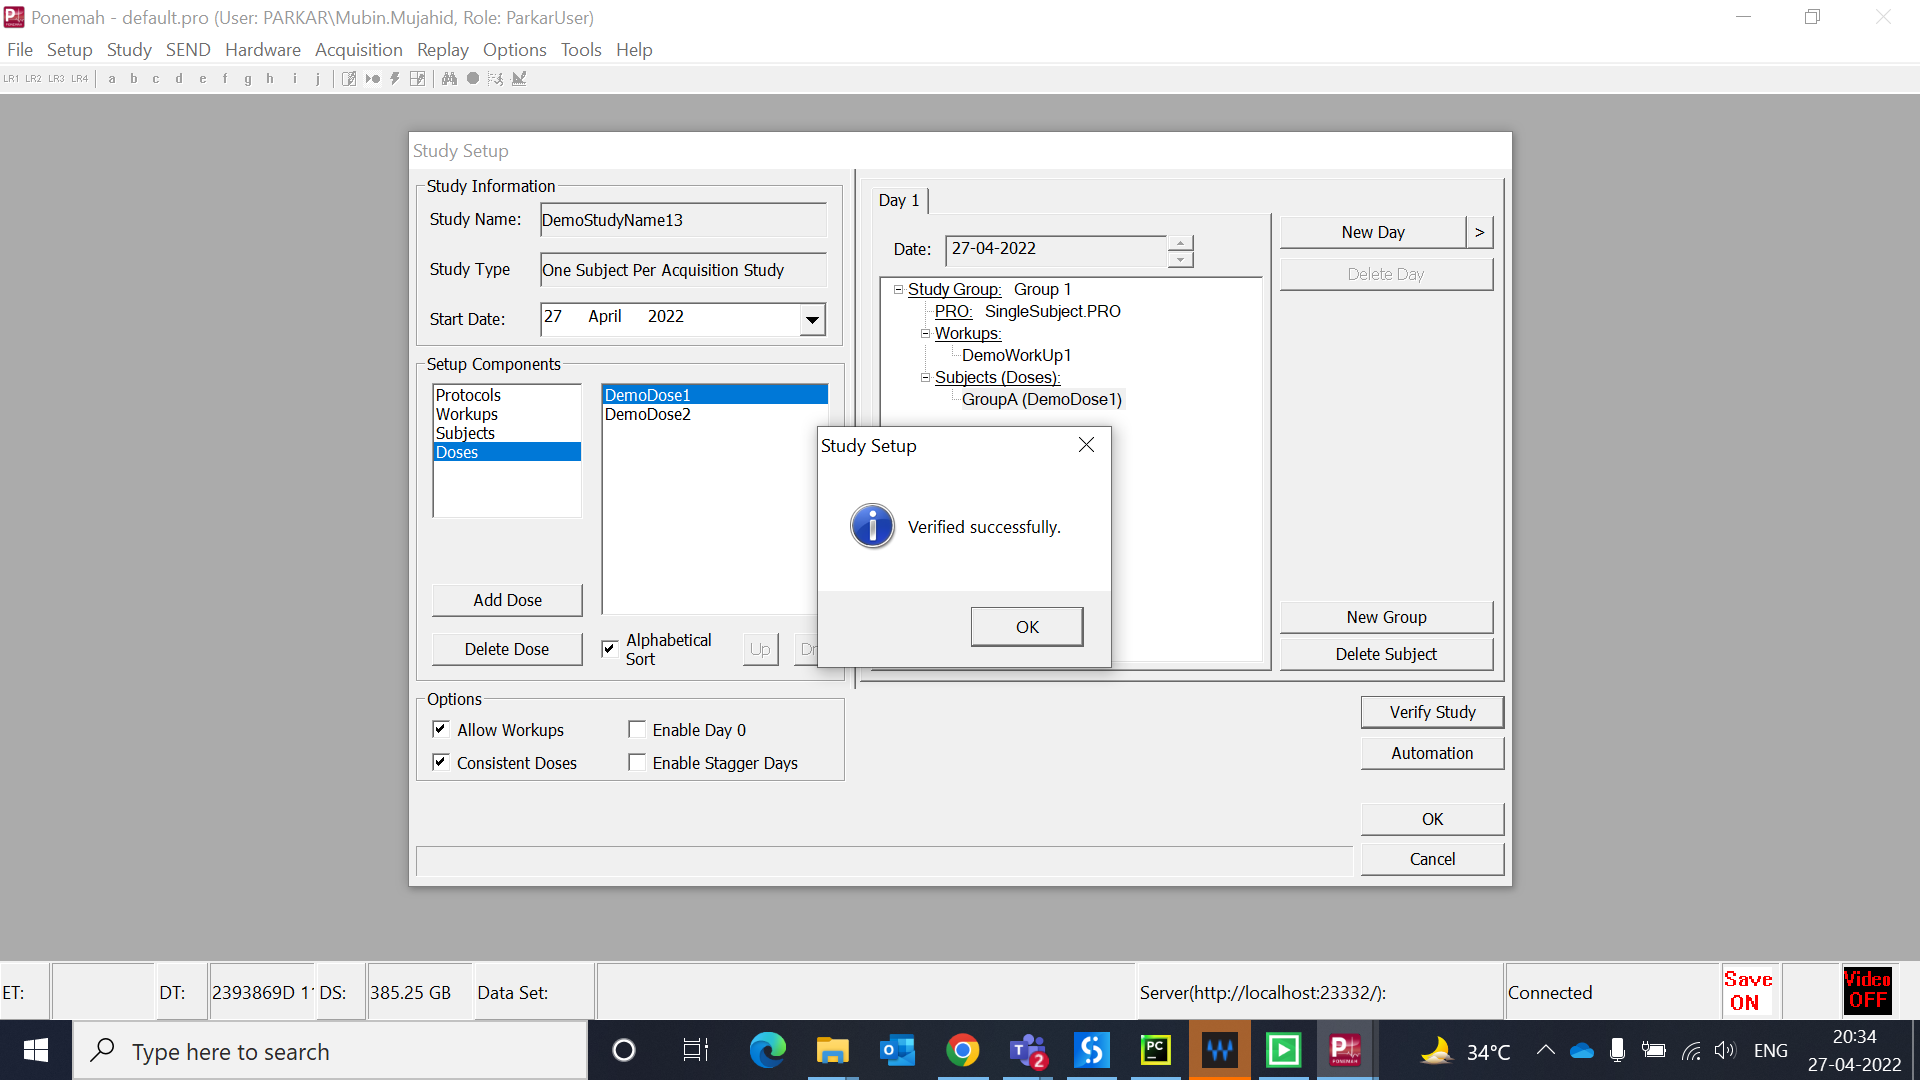 Ponemah - default.pro (User: PARKAR\Mubin.Mujahid, Role: ParkarUser)
File Setup Study SEND Hardware Acquisition Replay Options Tools Help
LR1 LR2 LR3 LR4 a b c d e f g h i j
Study Setup
Study Information
Study Name: DemoStudyName13
Study Type One Subject Per Acquisition Study
Start Date: 27 April 2022
Setup Components
Protocols
Workups
Subjects
Doses
DemoDose1
DemoDose2
Add Dose
Delete Dose
Alphabetical
Sort
Up
Options
Allow Workups
Enable Day 0
Consistent Doses
Enable Stagger Days
Day 1
Date: 27-04-2022
Study Group: Group 1
PRO: SingleSubject.PRO
Workups:
DemoWorkUp1
Subjects (Doses):
GroupA (DemoDose1)
New Day >
Delete Day
New Group
Delete Subject
Verify Study
Automation
OK
Cancel
Study Setup
Verified successfully.
OK
ET:
DT: 2393869D
DS: 385.25 GB
Data Set:
Server(http://localhost:23332/):
Connected
Save
ON
Video
OFF
Type here to search
PC
2
PONEMAH
34°C
ENG
20:34
27-04-2022